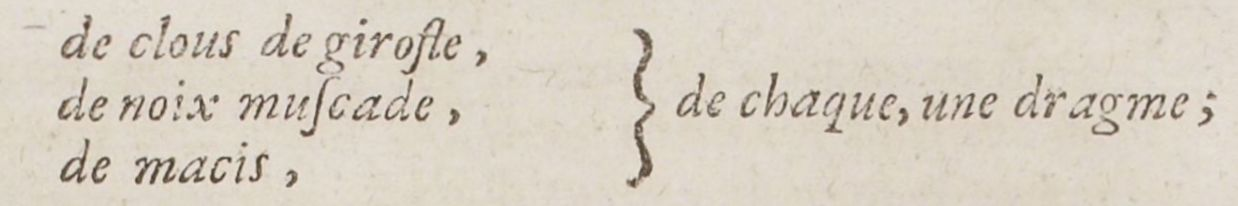 de clous de girofle,
de noix muſcade,
de macis,
} de chaque, une dragme;